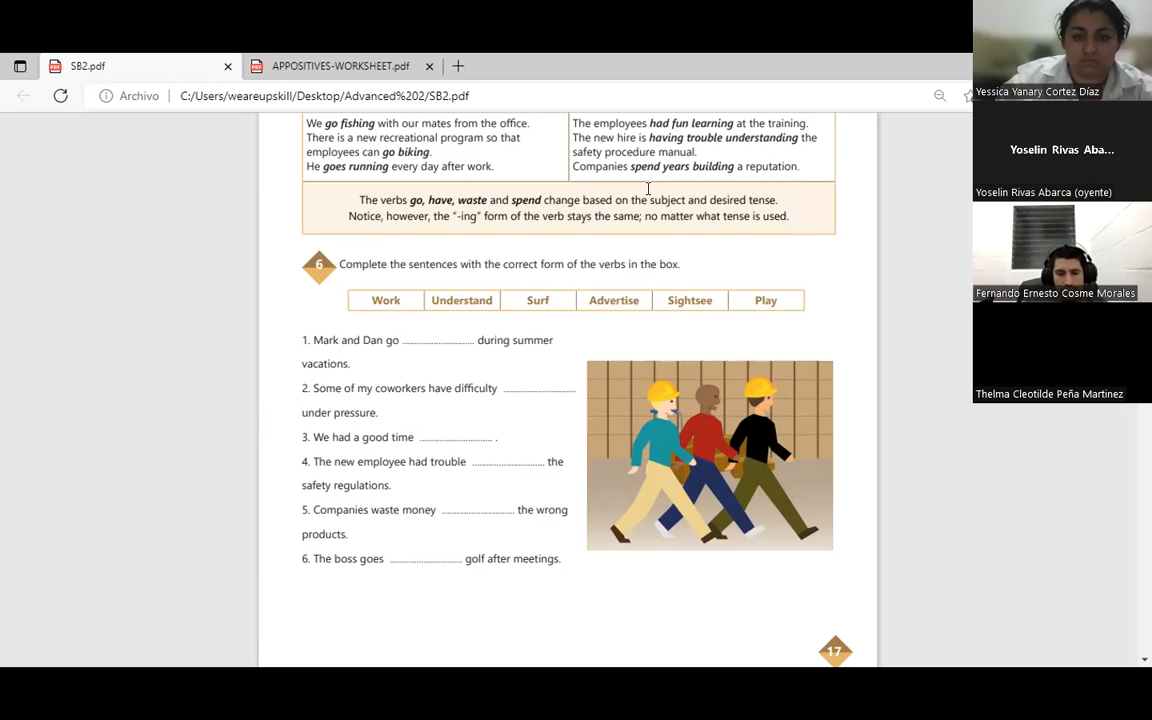 SB2.pdf
APPOSITIVES-WORKSHEET.pdf
Archivo
C:/Users/weareupskill/Desktop/Advanced%202/SB2.pdf
We go fishing with our mates from the office.
There is a new recreational program so that
employees can go biking.
He goes running every day after work.
The employees had fun learning at the training.
The new hire is having trouble understanding the
safety procedure manual.
Companies spend years building a reputation.
The verbs go, have, waste and spend change based on the subject and desired tense.
Notice, however, the “-ing” form of the verb stays the same; no matter what tense is used.
6 Complete the sentences with the correct form of the verbs in the box.
Work Understand Surf Advertise Sightsee Play
1. Mark and Dan go ........................... during summer
vacations.
2. Some of my coworkers have difficulty ...........................
under pressure.
3. We had a good time ........................... .
4. The new employee had trouble ........................... the
safety regulations.
5. Companies waste money ........................... the wrong
products.
6. The boss goes ........................... golf after meetings.
17
Yessica Yanary Cortez Díaz
Yoselin Rivas Aba...
Yoselin Rivas Abarca (oyente)
Fernando Ernesto Cosme Morales
Thelma Cleotilde Peña Martinez